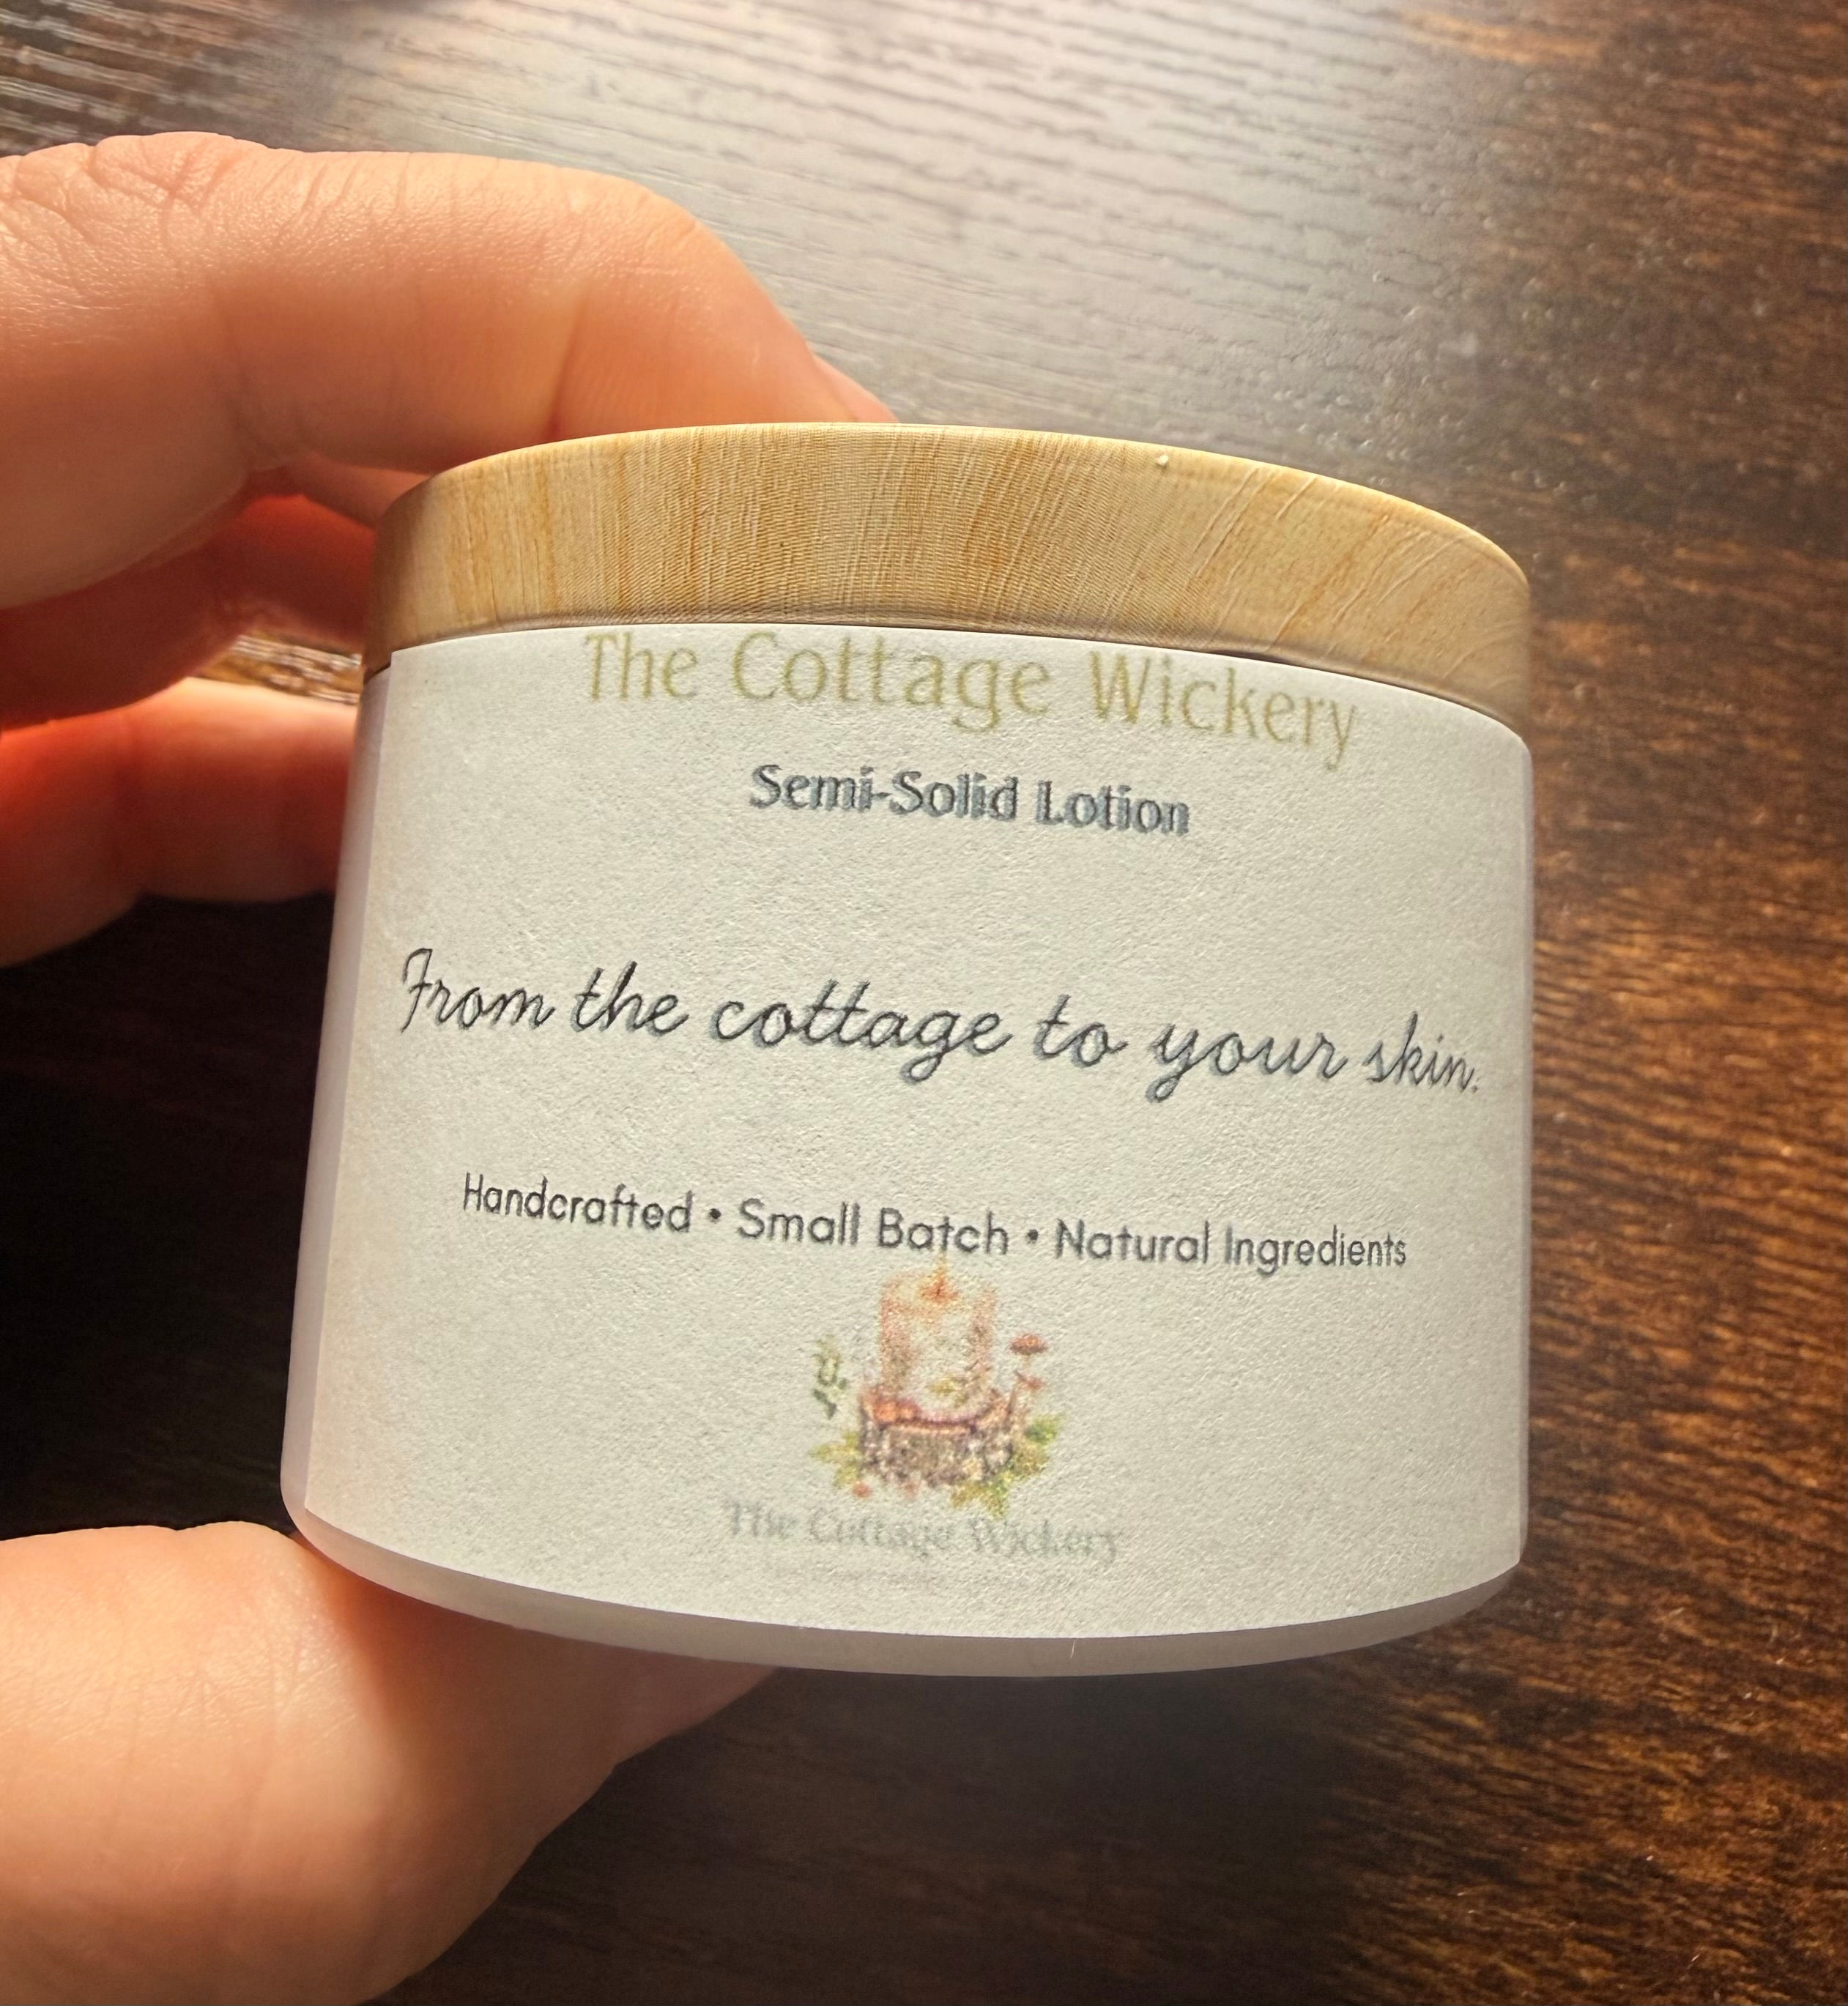 The Cottage Wickery
Semi-Solid Lotion
From the cottage to your skin.
Handcrafted • Small Batch • Natural Ingredients
The Cottage Wickery